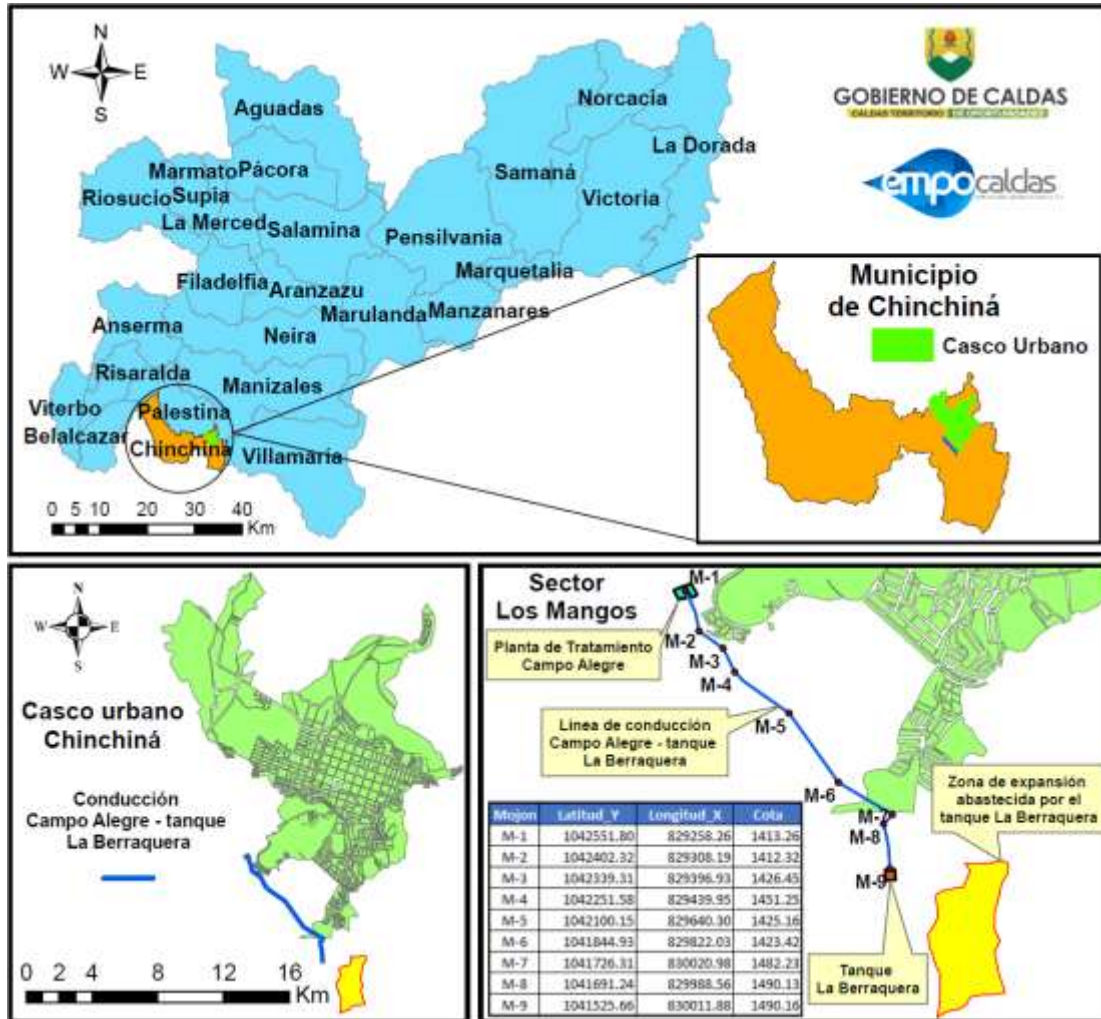 N
W E
S
Aguadas
Norcacia
La Dorada
Samaná
Marmato
Pácora
Riosucio
Supia
Victoria
La Merced
Salamina
Pensilvania
Marquetalia
Filadelfia
Aranzazu
Marulanda
Manzanares
Anserma
Neira
Risaralda
Manizales
Viterbo
Palestina
Belalcazar
Chinchina
Villamaria
0 5 10 20 30 40
Km
GOBIERNO DE CALDAS
CALDAS TERRITORIO DE OPORTUNIDADES
empocaldas
Municipio
de Chinchiná
Casco Urbano
N
W E
S
Casco urbano
Chinchiná
Conducción
Campo Alegre - tanque
La Berraquera
0 2 4 8 12 16
Km
Sector
Los Mangos
M-1
M-2
M-3
M-4
M-5
M-6
M-7
M-8
M-9
Planta de Tratamiento
Campo Alegre
Linea de conducción
Campo Alegre - tanque
La Berraquera
Zona de expansión
abastecida por el
tanque La Berraquera
Tanque
La Berraquera
Mojon Latitud_Y Longitud_X Cota
M-1 1042551.80 829258.26 1413.26
M-2 1042402.32 829308.19 1412.32
M-3 1042339.31 829396.93 1426.45
M-4 1042251.58 829439.95 1451.25
M-5 1042100.15 829640.30 1425.16
M-6 1041844.93 829822.03 1423.42
M-7 1041726.31 830020.98 1482.23
M-8 1041691.24 829988.56 1490.13
M-9 1041525.66 830011.88 1490.16